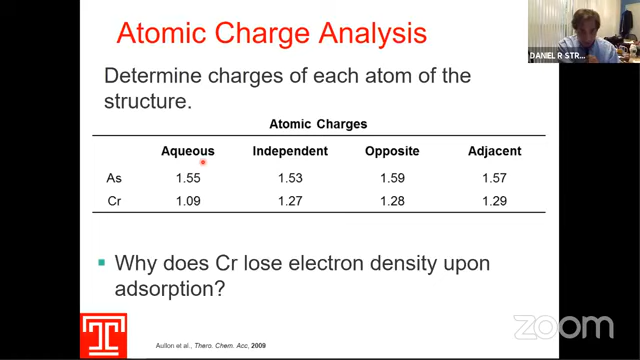 Atomic Charge Analysis
DANIEL R STR...
Determine charges of each atom of the
structure.
Atomic Charges
Aqueous Independent Opposite Adjacent
As 1.55 1.53 1.59 1.57
Cr 1.09 1.27 1.28 1.29
Why does Cr lose electron density upon
adsorption?
Aullon et al., Thero. Chem. Acc, 2009
zoom